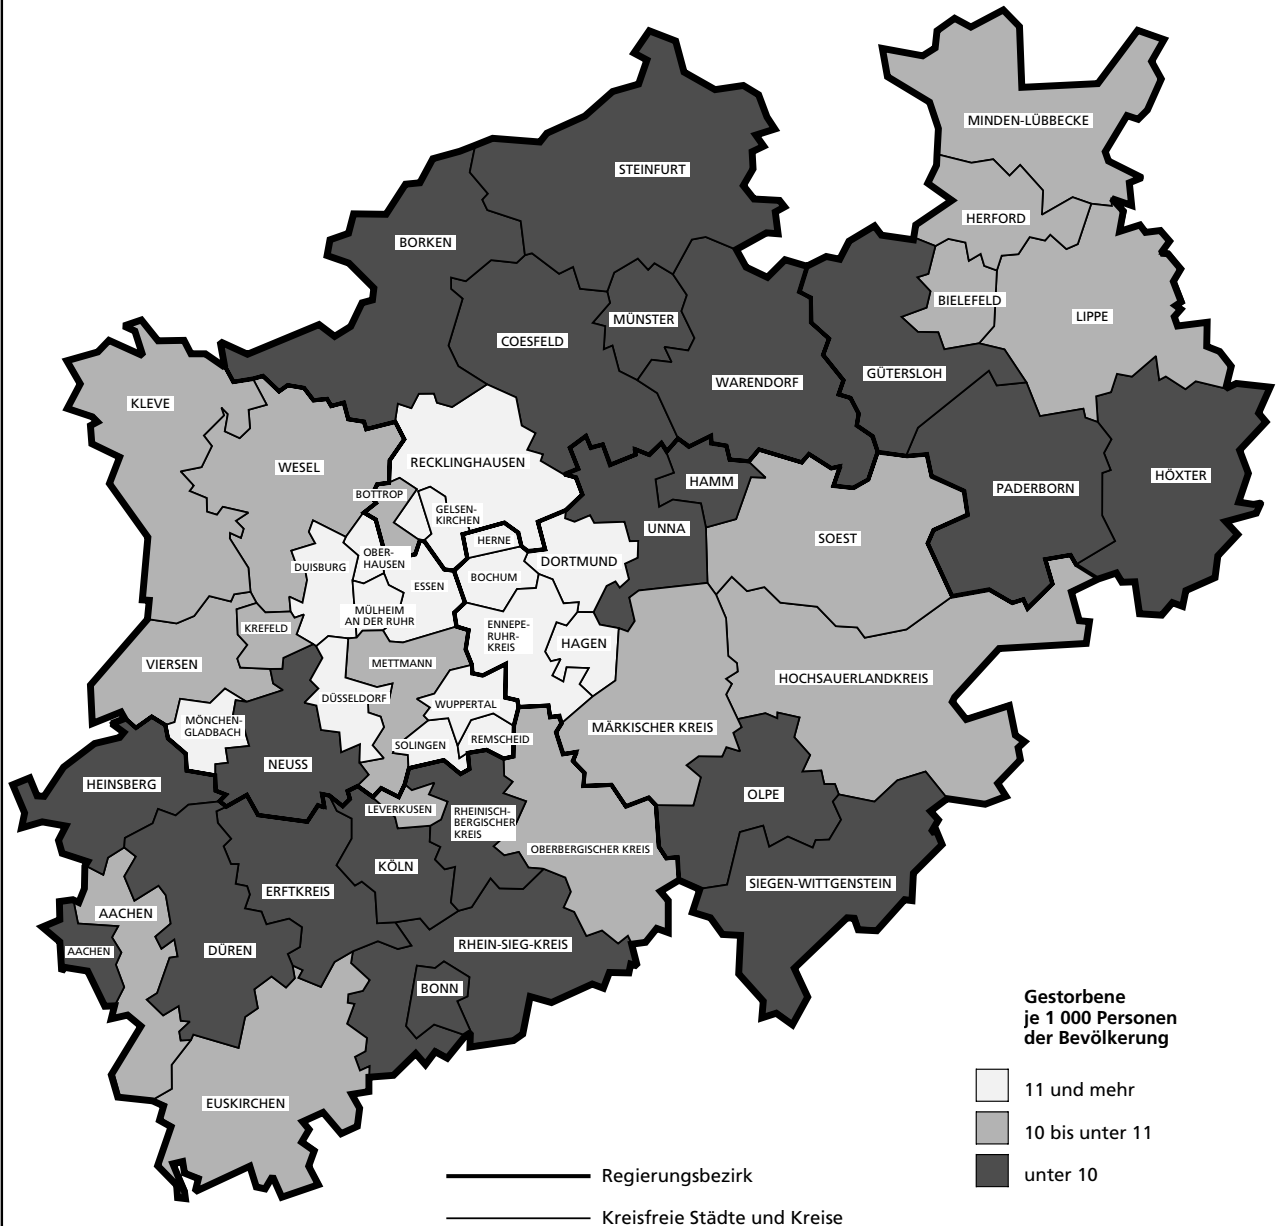 MINDEN-LÜBBECKE
STEINFURT
HERFORD
BORKEN
BIELEFELD
LIPPE
MÜNSTER
COESFELD
GÜTERSLOH
WARENDORF
KLEVE
RECKLINGHAUSEN
WESEL
HÖXTER
HAMM
PADERBORN
BOTTROP
GELSEN-
KIRCHEN
UNNA
SOEST
HERNE
OBER-
HAUSEN
DORTMUND
DUISBURG
BOCHUM
ESSEN
MÜLHEIM
AN DER RUHR
KREFELD
ENNEPE-
RUHR-
KREIS
HAGEN
VIERSEN
METTMANN
HOCHSAUERLANDKREIS
DÜSSELDORF
WUPPERTAL
MÖNCHEN-
GLADBACH
MÄRKISCHER KREIS
SOLINGEN
REMSCHEID
NEUSS
HEINSBERG
OLPE
LEVERKUSEN
RHEINISCH-
BERGISCHER
KREIS
OBERBERGISCHER KREIS
KÖLN
SIEGEN-WITTGENSTEIN
ERFTKREIS
AACHEN
RHEIN-SIEG-KREIS
AACHEN
DÜREN
BONN
EUSKIRCHEN
Gestorbene
je 1 000 Personen
der Bevölkerung
11 und mehr
10 bis unter 11
unter 10
Regierungsbezirk
Kreisfreie Städte und Kreise